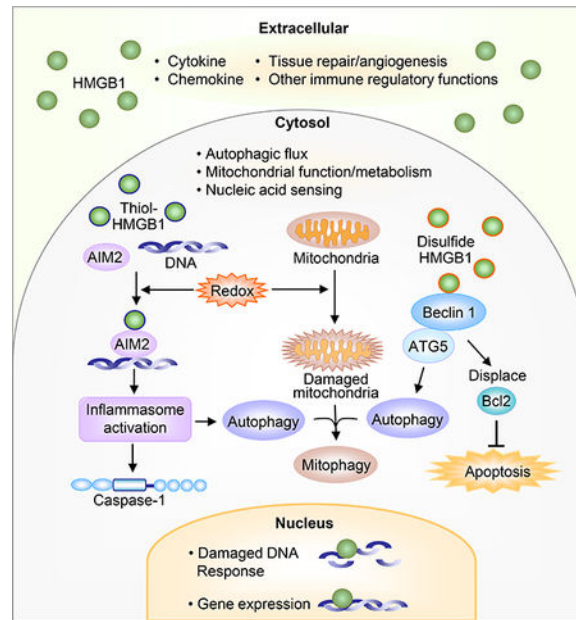 Extracellular
HMGB1
• Cytokine
• Chemokine
• Tissue repair/angiogenesis
• Other immune regulatory functions
Cytosol
• Autophagic flux
• Mitochondrial function/metabolism
• Nucleic acid sensing
Thiol-
HMGB1
AIM2
DNA
Redox
Mitochondria
Disulfide
HMGB1
Beclin 1
ATG5
AIM2
Damaged
mitochondria
Displace
Bcl2
Inflammasome
activation
Autophagy
Autophagy
Mitophagy
Apoptosis
Caspase-1
Nucleus
• Damaged DNA
Response
• Gene expression